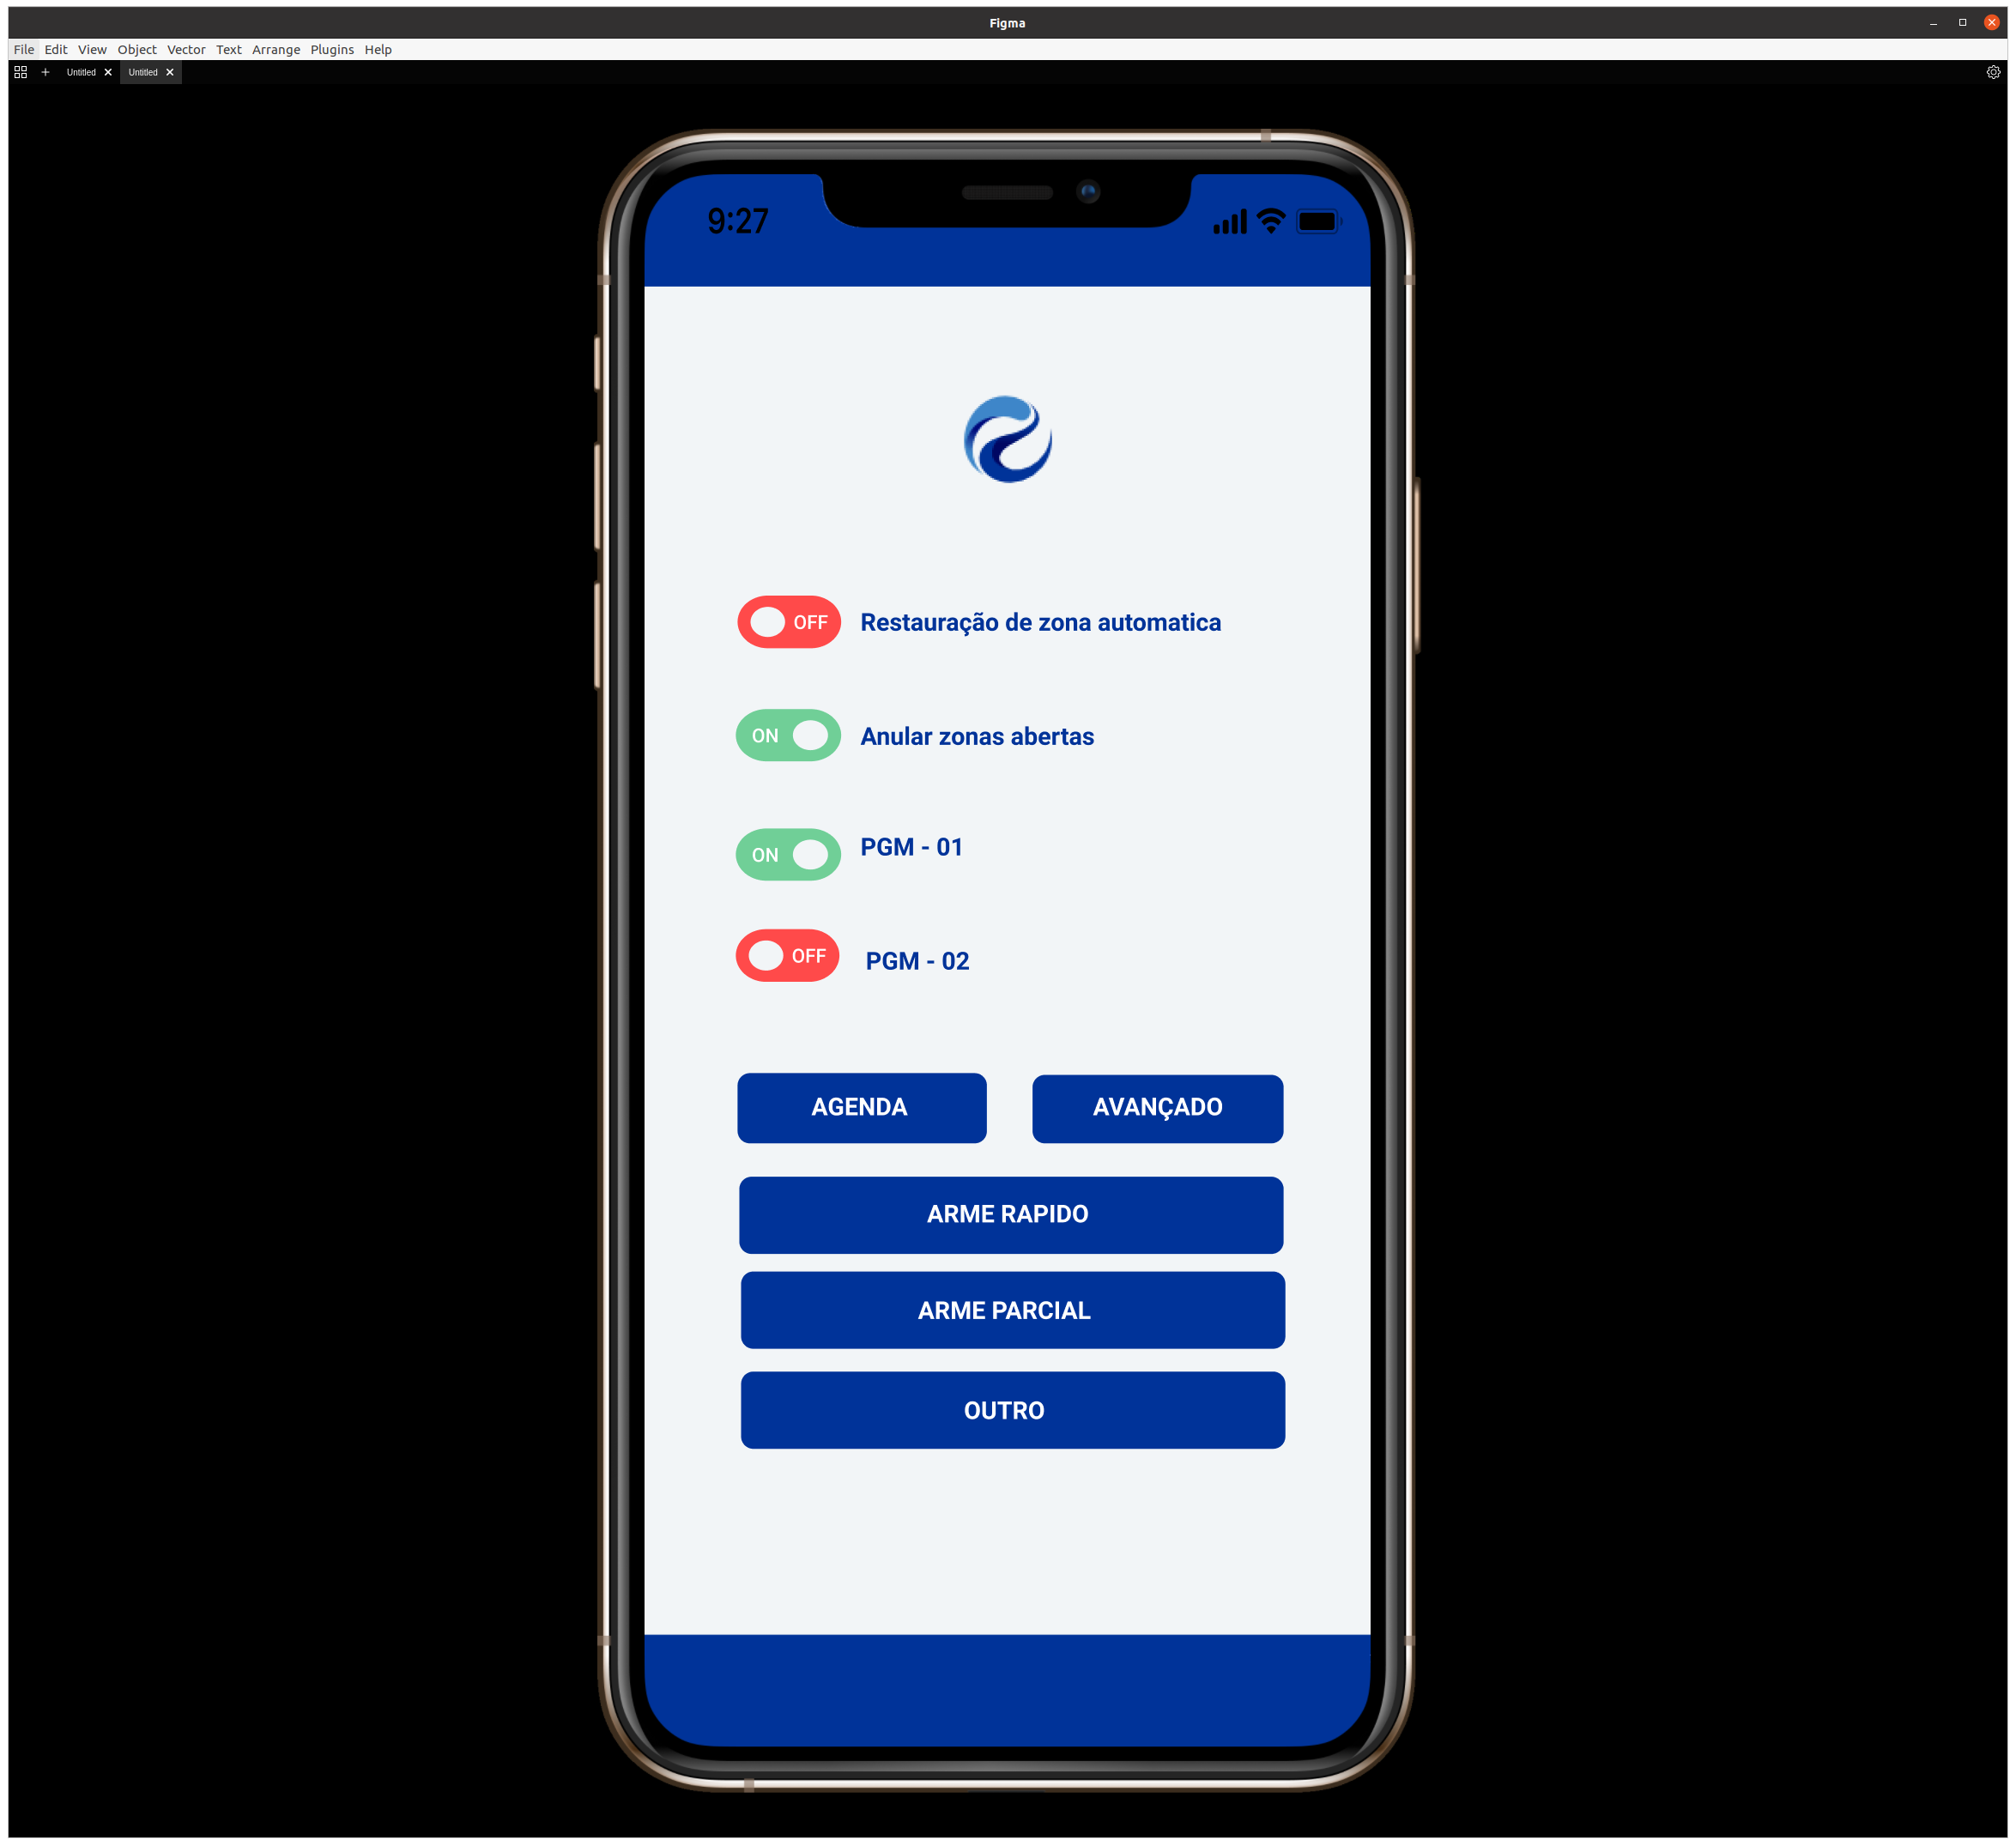 Figma
File Edit View Object Vector Text Arrange Plugins Help
Untitled Untitled
9:27
OFF Restauração de zona automatica
ON Anular zonas abertas
ON PGM - 01
OFF PGM - 02
AGENDA AVANÇADO
ARME RAPIDO
ARME PARCIAL
OUTRO